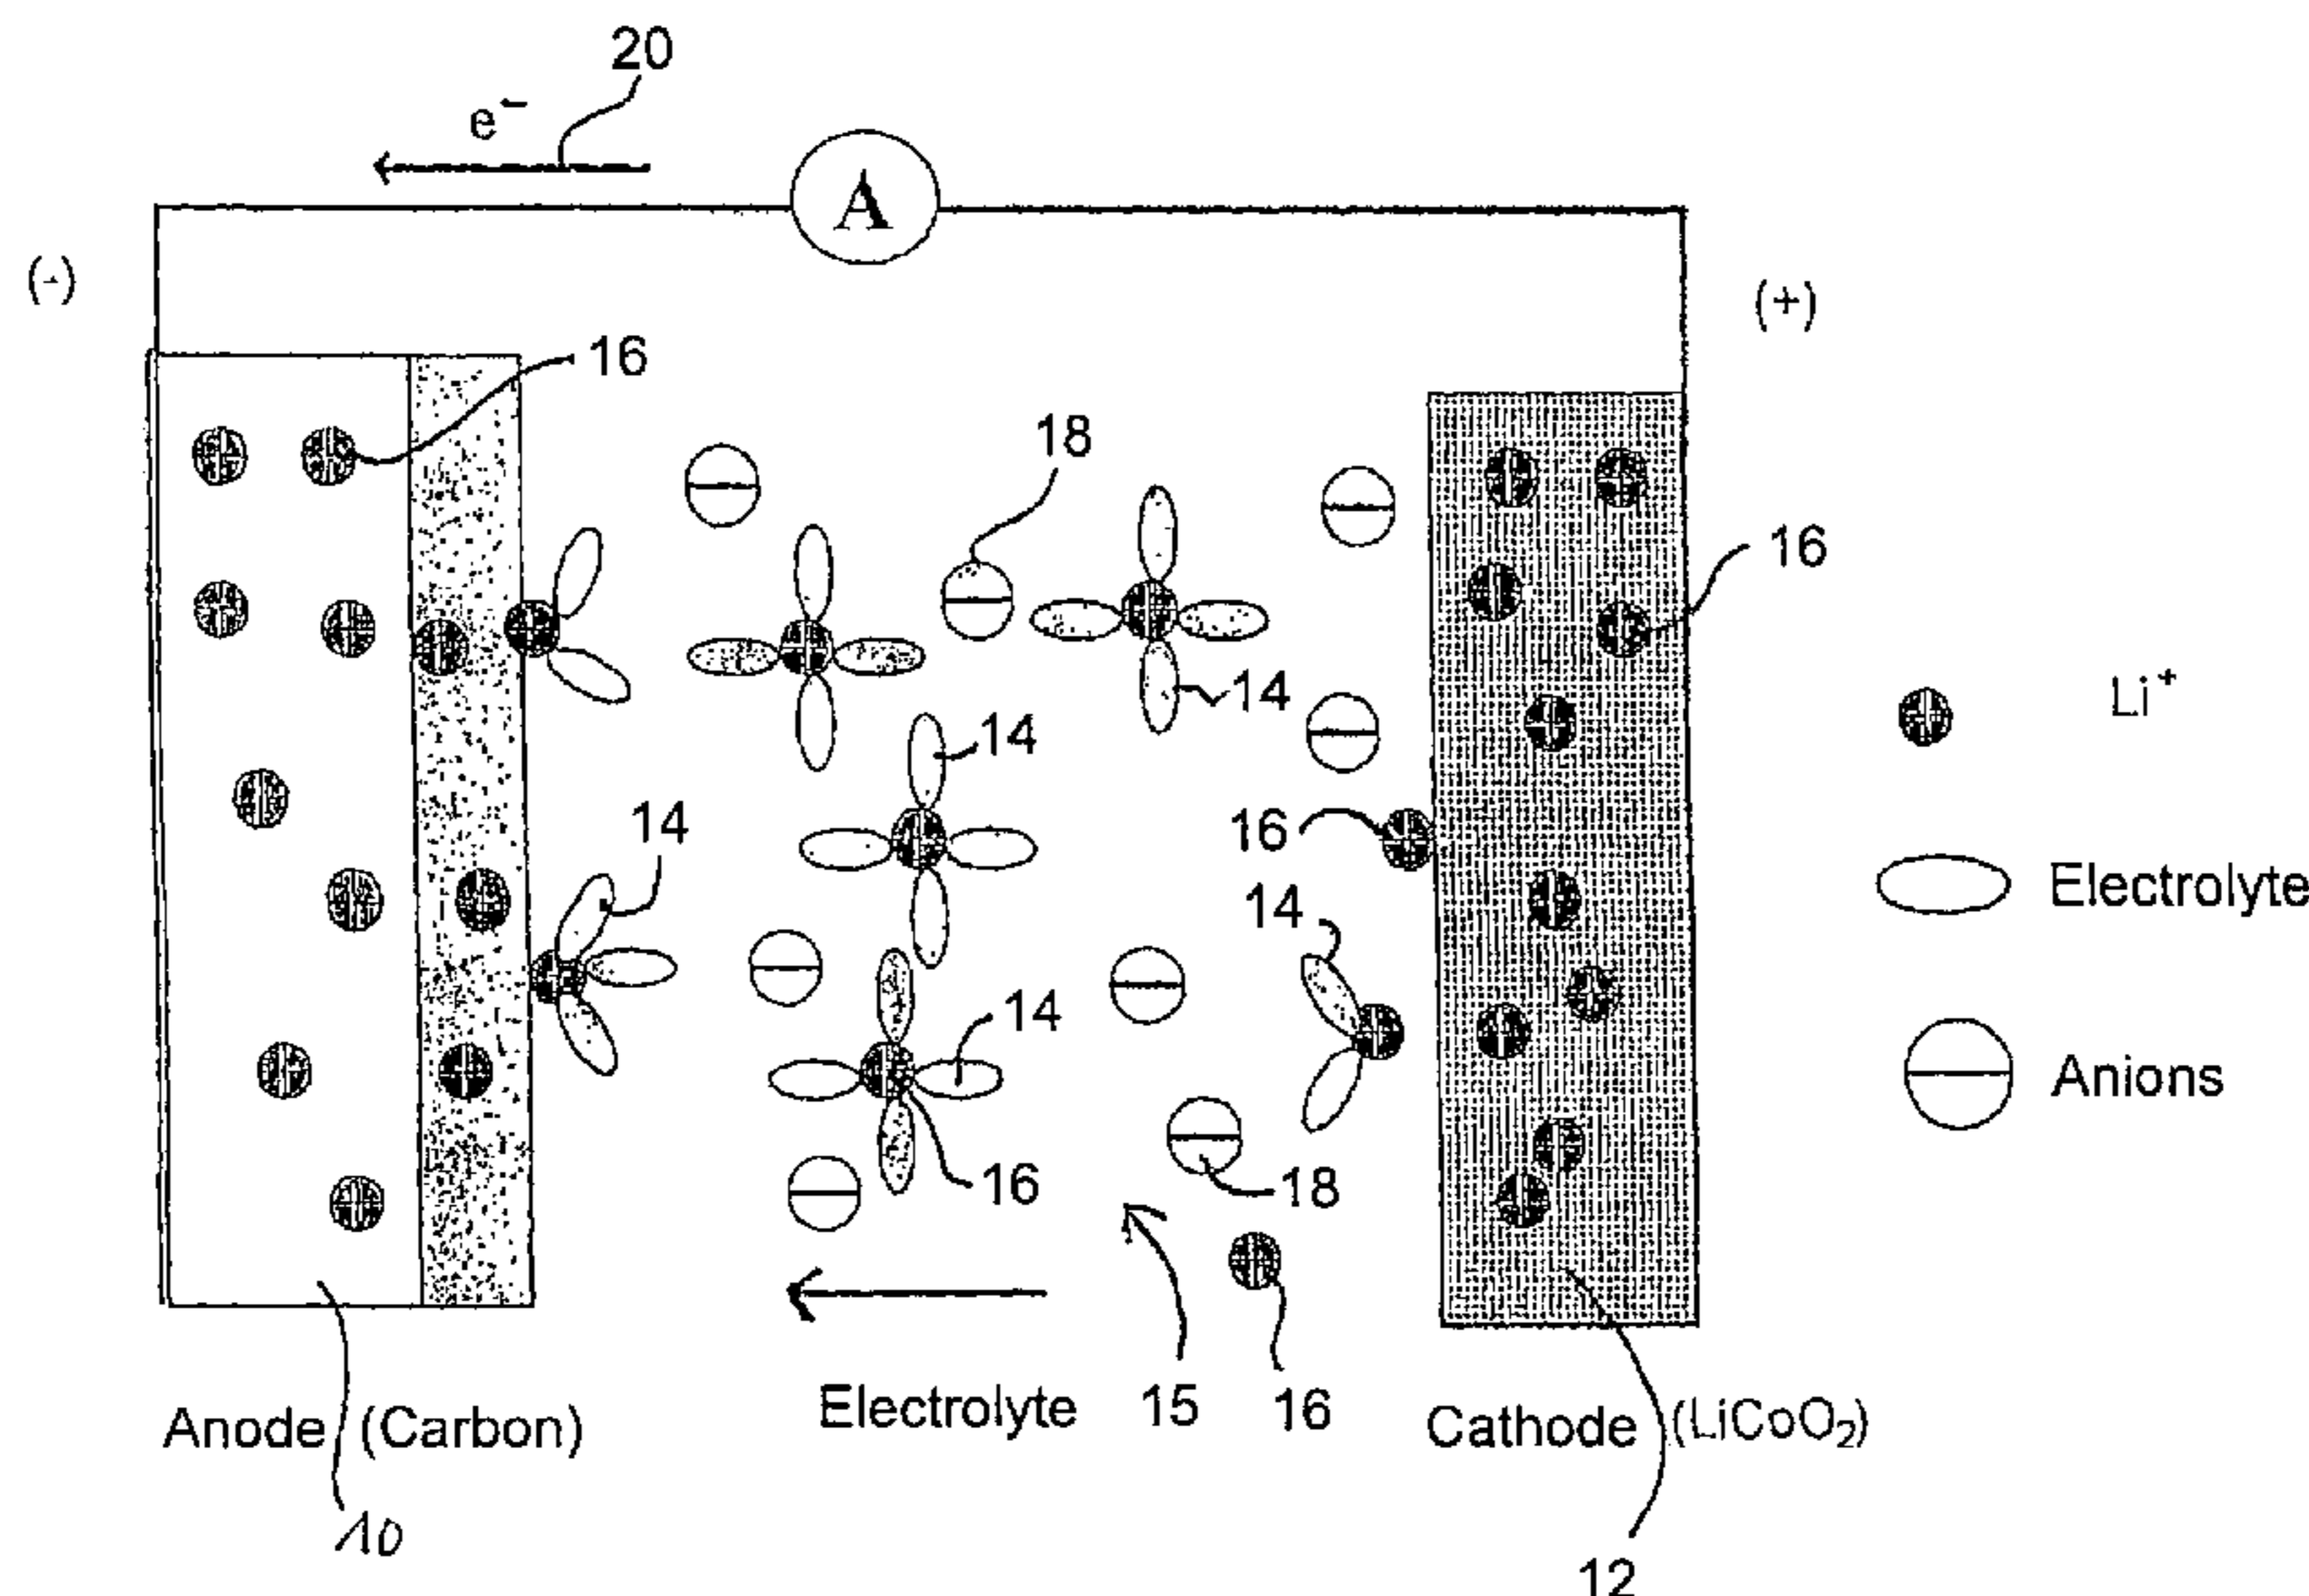 20
e⁻
A
(-)
(+)
16
18
16
14
14
Li⁺
14
16
14
Electrolyte
14
Anions
16
18
Anode (Carbon)
Electrolyte
15
16
Cathode (LiCoO₂)
10
12